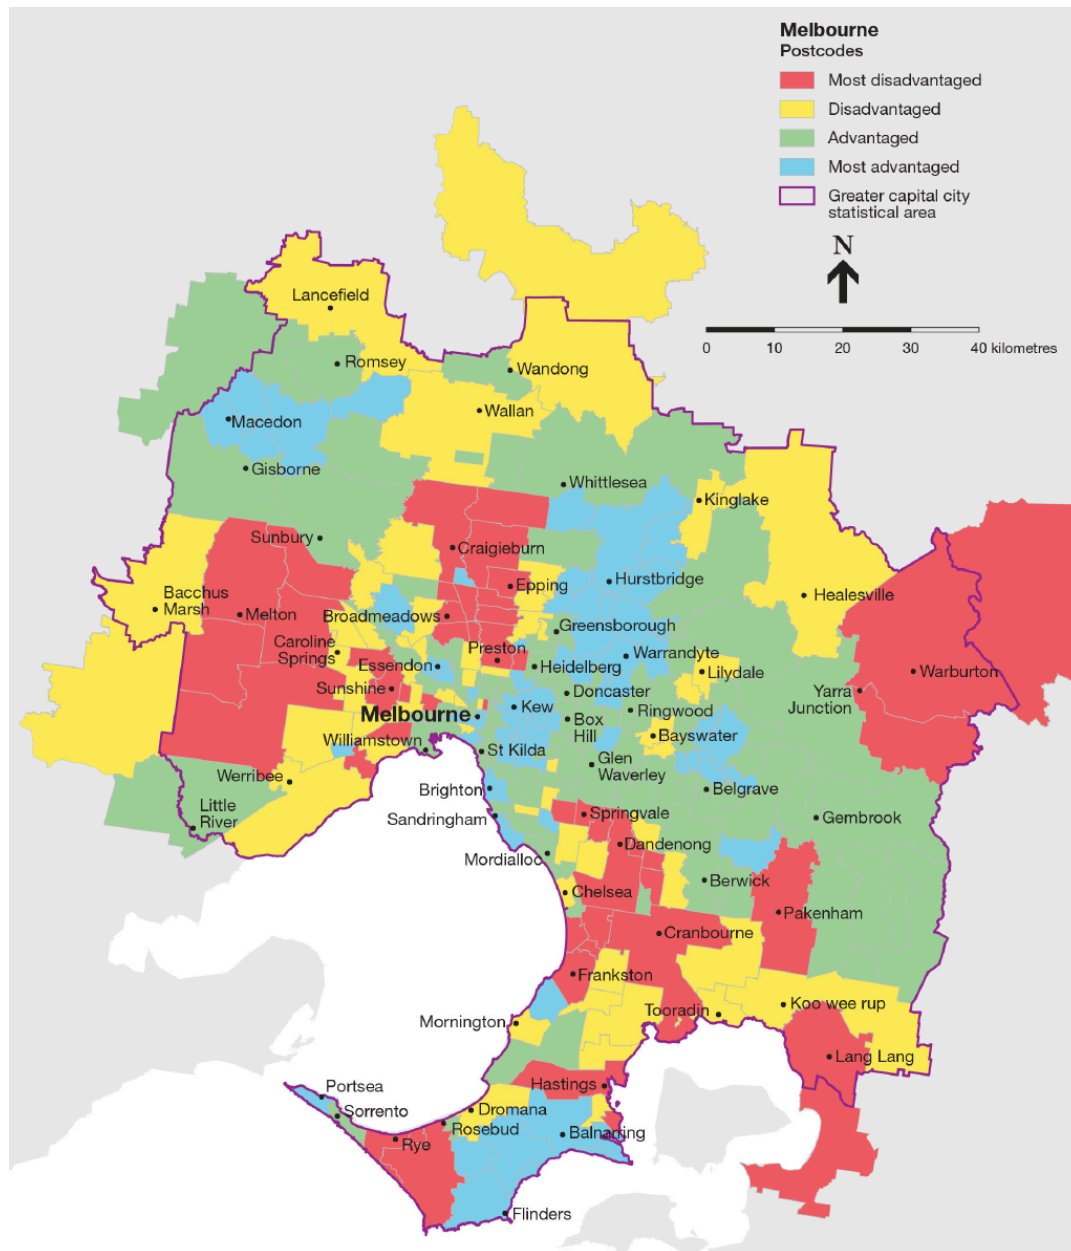 Melbourne
Postcodes
Most disadvantaged
Disadvantaged
Advantaged
Most advantaged
Greater capital city
statistical area
N
0 10 20 30 40 kilometres
Lancefield
Romsey
Wandong
Macedon
Wallan
Gisborne
Whittlesea
Kinglake
Sunbury
Craigieburn
Epping
Hurstbridge
Healesville
Bacchus
Marsh
Melton
Broadmeadows
Greensborough
Caroline
Springs
Preston
Essendon
Heidelberg
Warrandyte
Lilydale
Warburton
Sunshine
Doncaster
Yarra
Junction
Melbourne
Kew
Ringwood
Box
Hill
Bayswater
Williamstown
St Kilda
Glen
Waverley
Werribee
Brighton
Belgrave
Little
River
Sandringham
Springvale
Gembrook
Dandenong
Mordialloc
Chelsea
Berwick
Pakenham
Cranbourne
Frankston
Tooradin
Koo wee rup
Mornington
Lang Lang
Hastings
Portsea
Sorrento
Dromana
Rosebud
Rye
Balnarring
Flinders